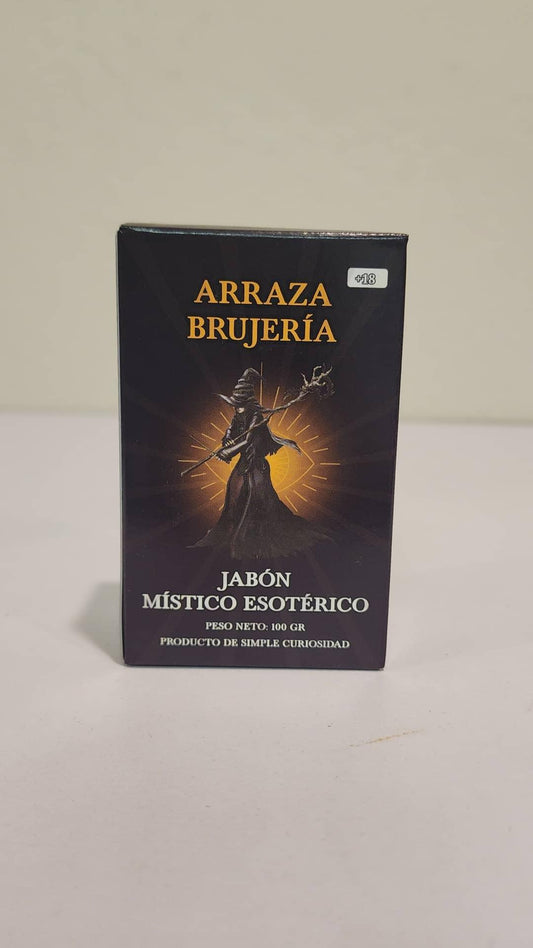 +18
ARRAZA
BRUJERÍA
JABÓN
MÍSTICO ESOTÉRICO
PESO NETO: 100 GR
PRODUCTO DE SIMPLE CURIOSIDAD